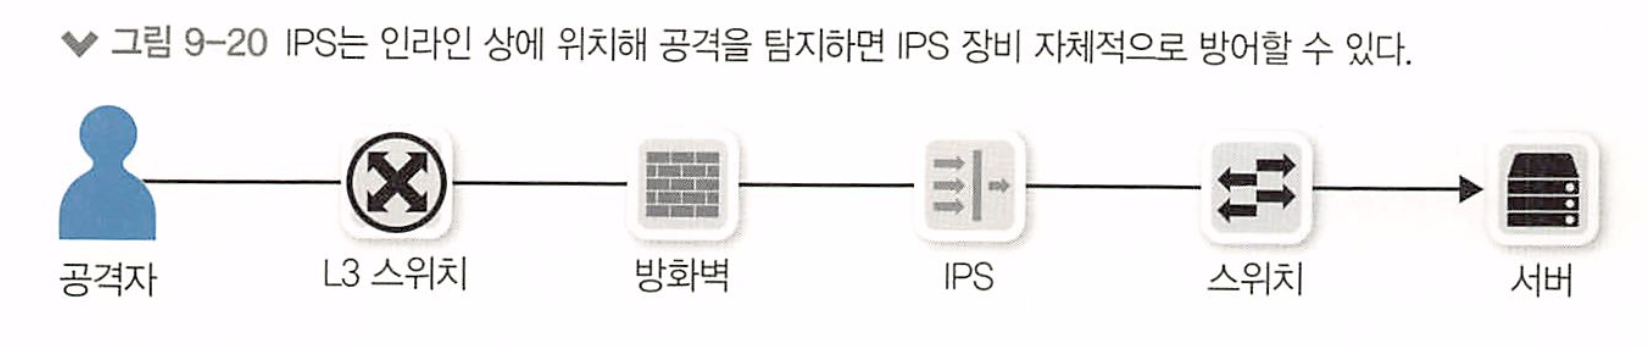 그림 9-20 IPS는 인라인 상에 위치해 공격을 탐지하면 IPS 장비 자체적으로 방어할 수 있다.
공격자 L3 스위치 방화벽 IPS 스위치 서버